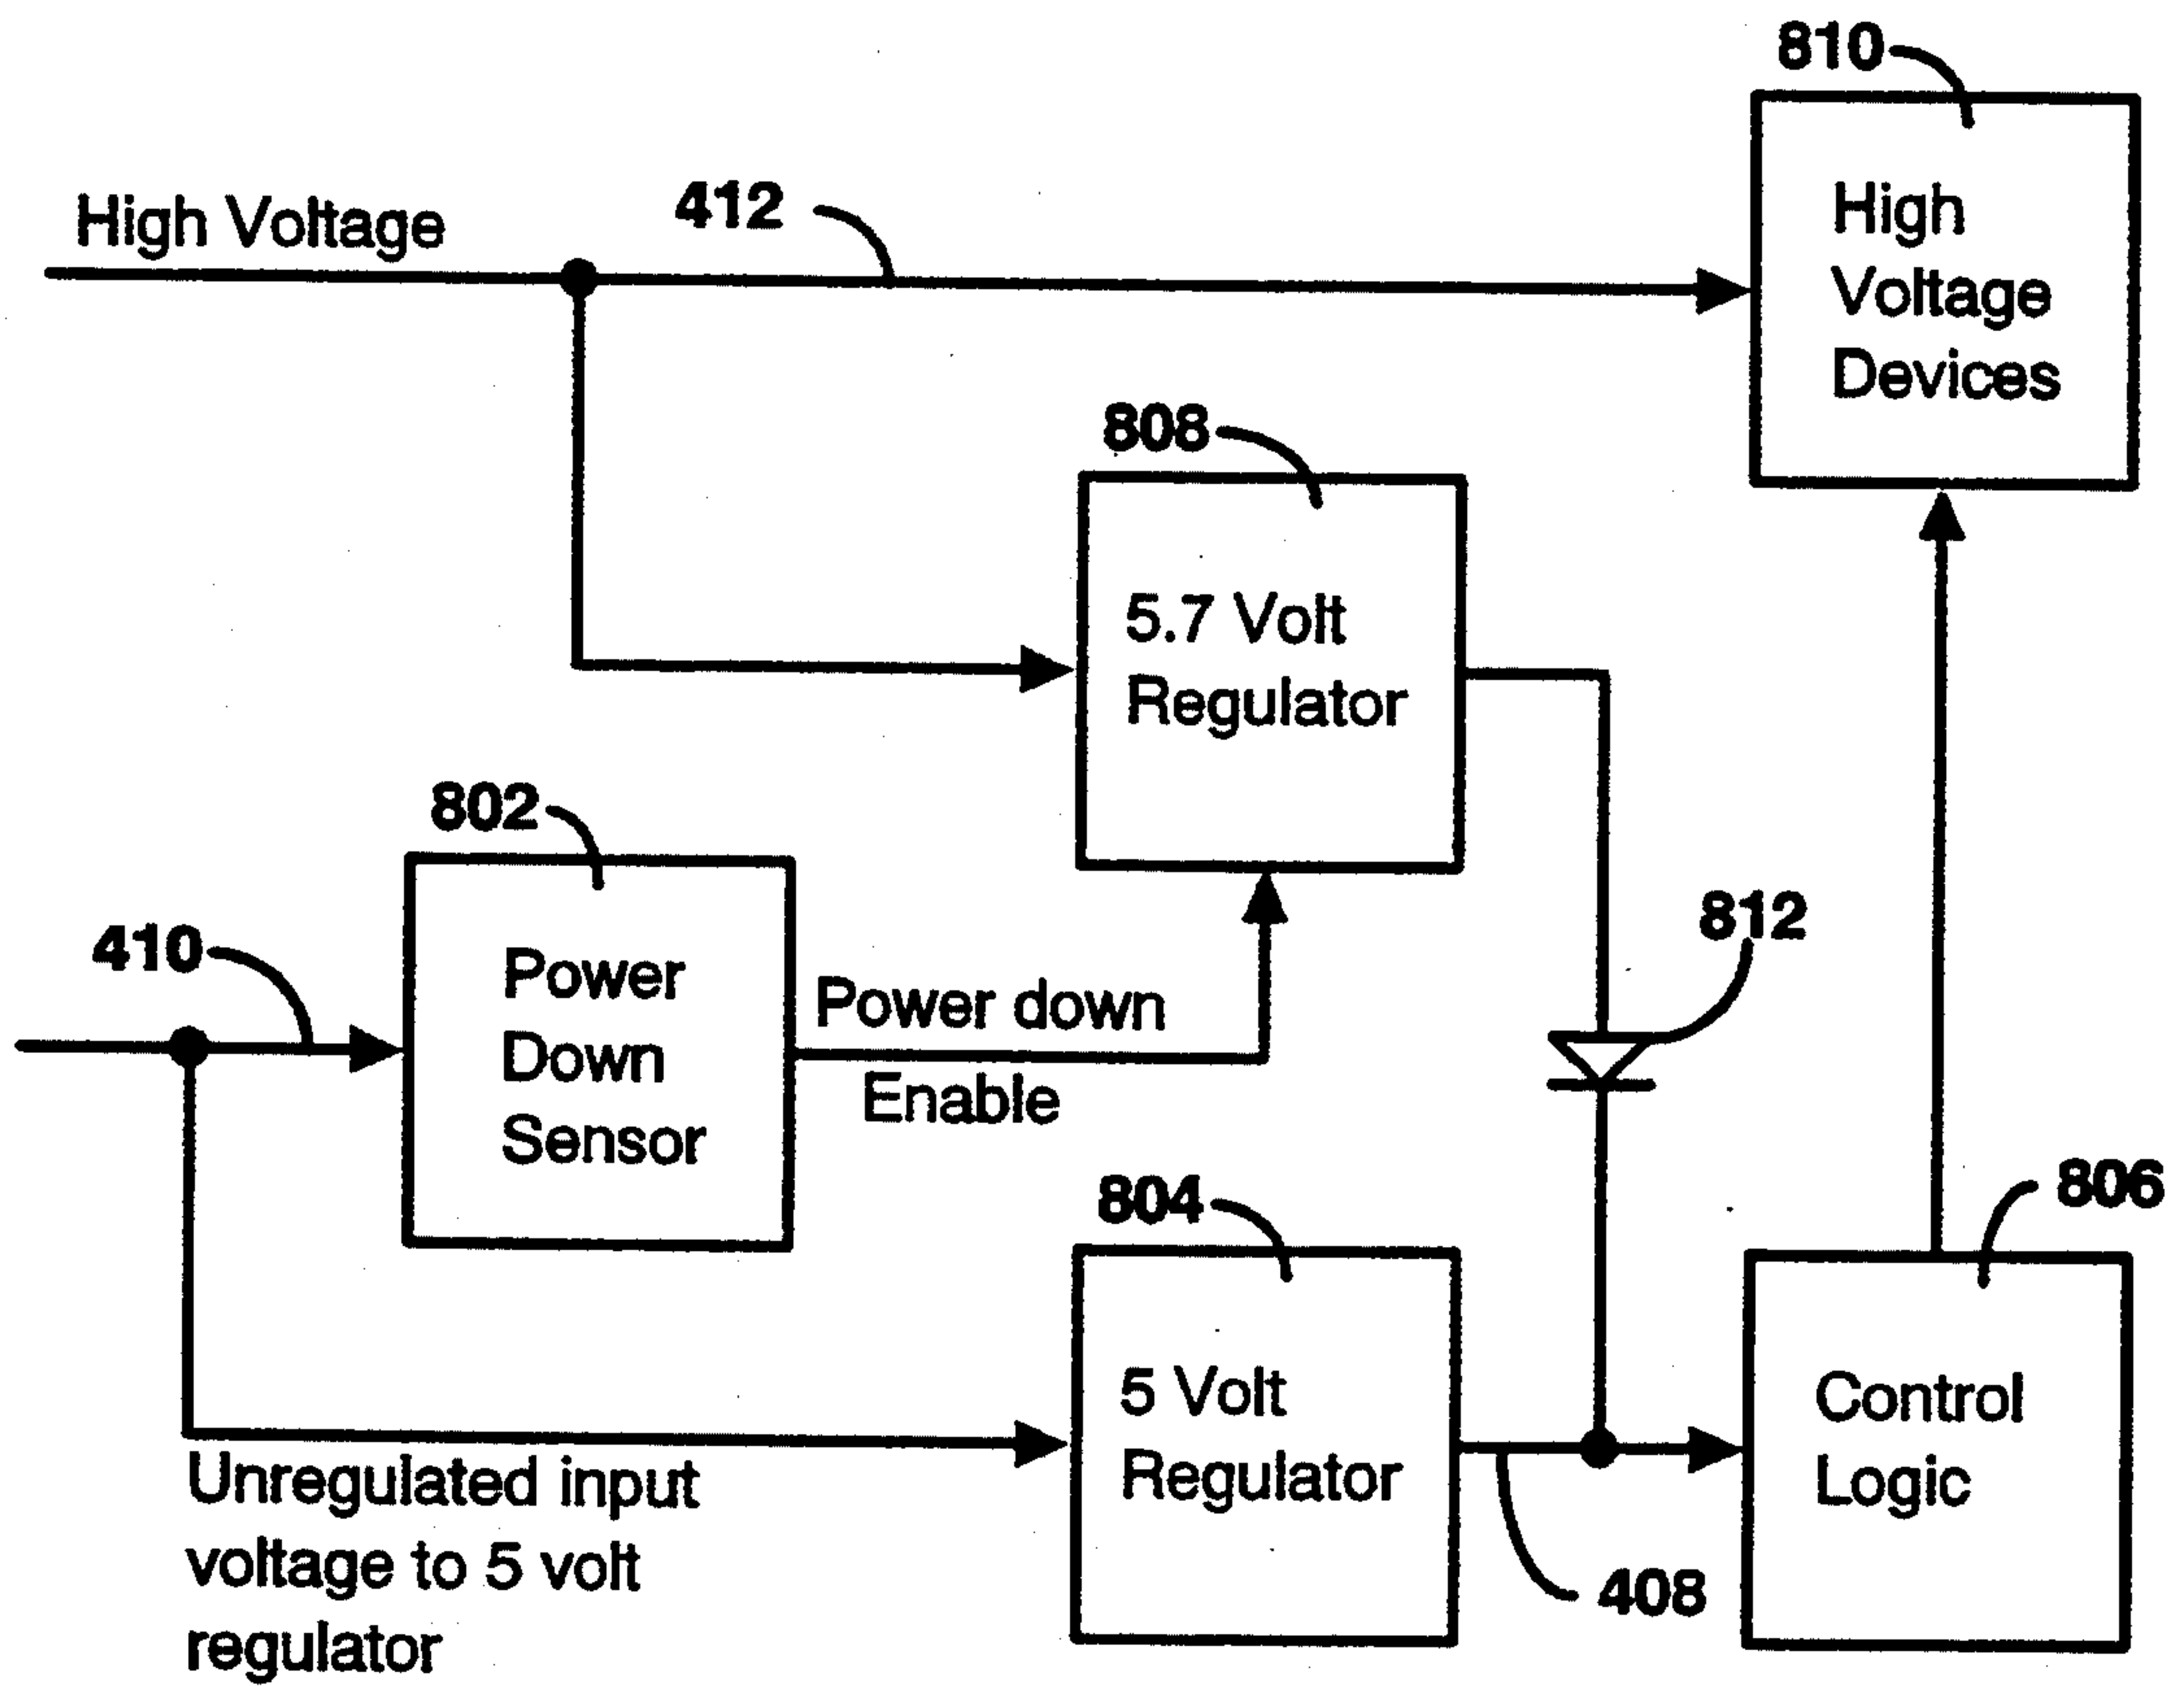 810
High Voltage
412
High
Voltage
Devices
808
5.7 Volt
Regulator
802
410
Power
Down
Sensor
Power down
Enable
812
804
806
5 Volt
Regulator
Control
Logic
Unregulated input
voltage to 5 volt
regulator
408